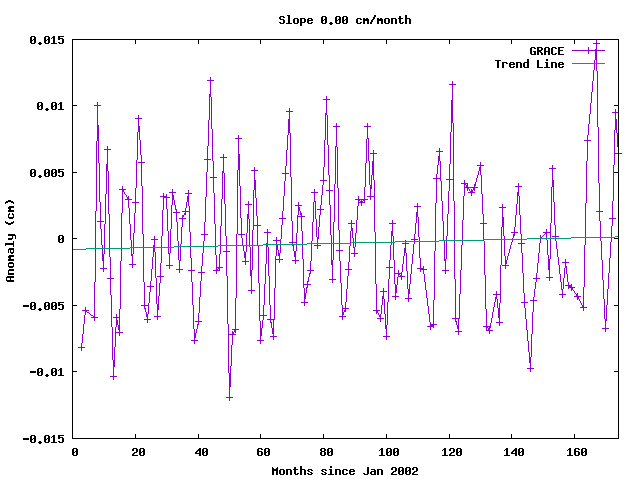 Slope 0.00 cm/month
0.015
0.01
0.005
0
-0.005
-0.01
-0.015
Anomaly (cm)
GRACE
Trend Line
0 20 40 60 80 100 120 140 160
Months since Jan 2002